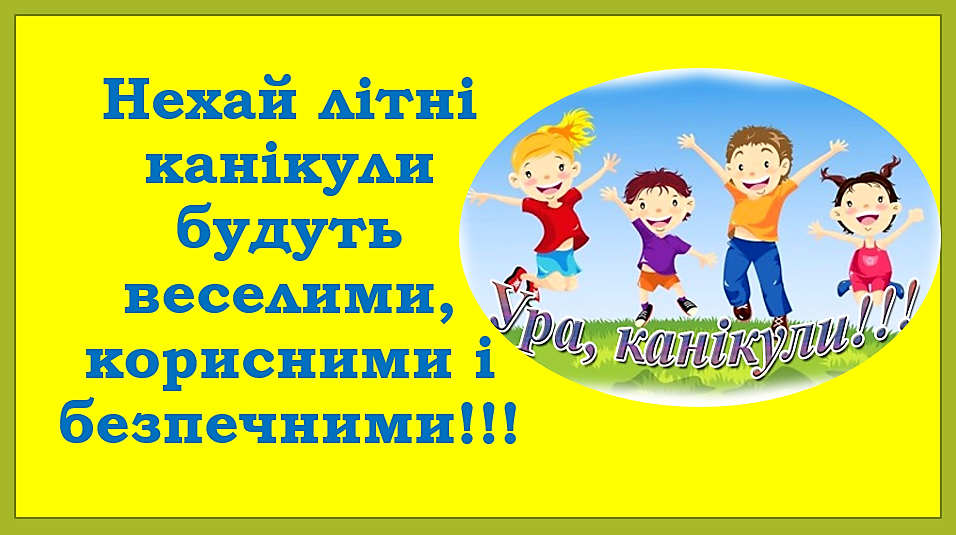 Нехай літні
канікули
будуть
веселими,
корисними і
безпечними!!!
Ура, канікули!!!